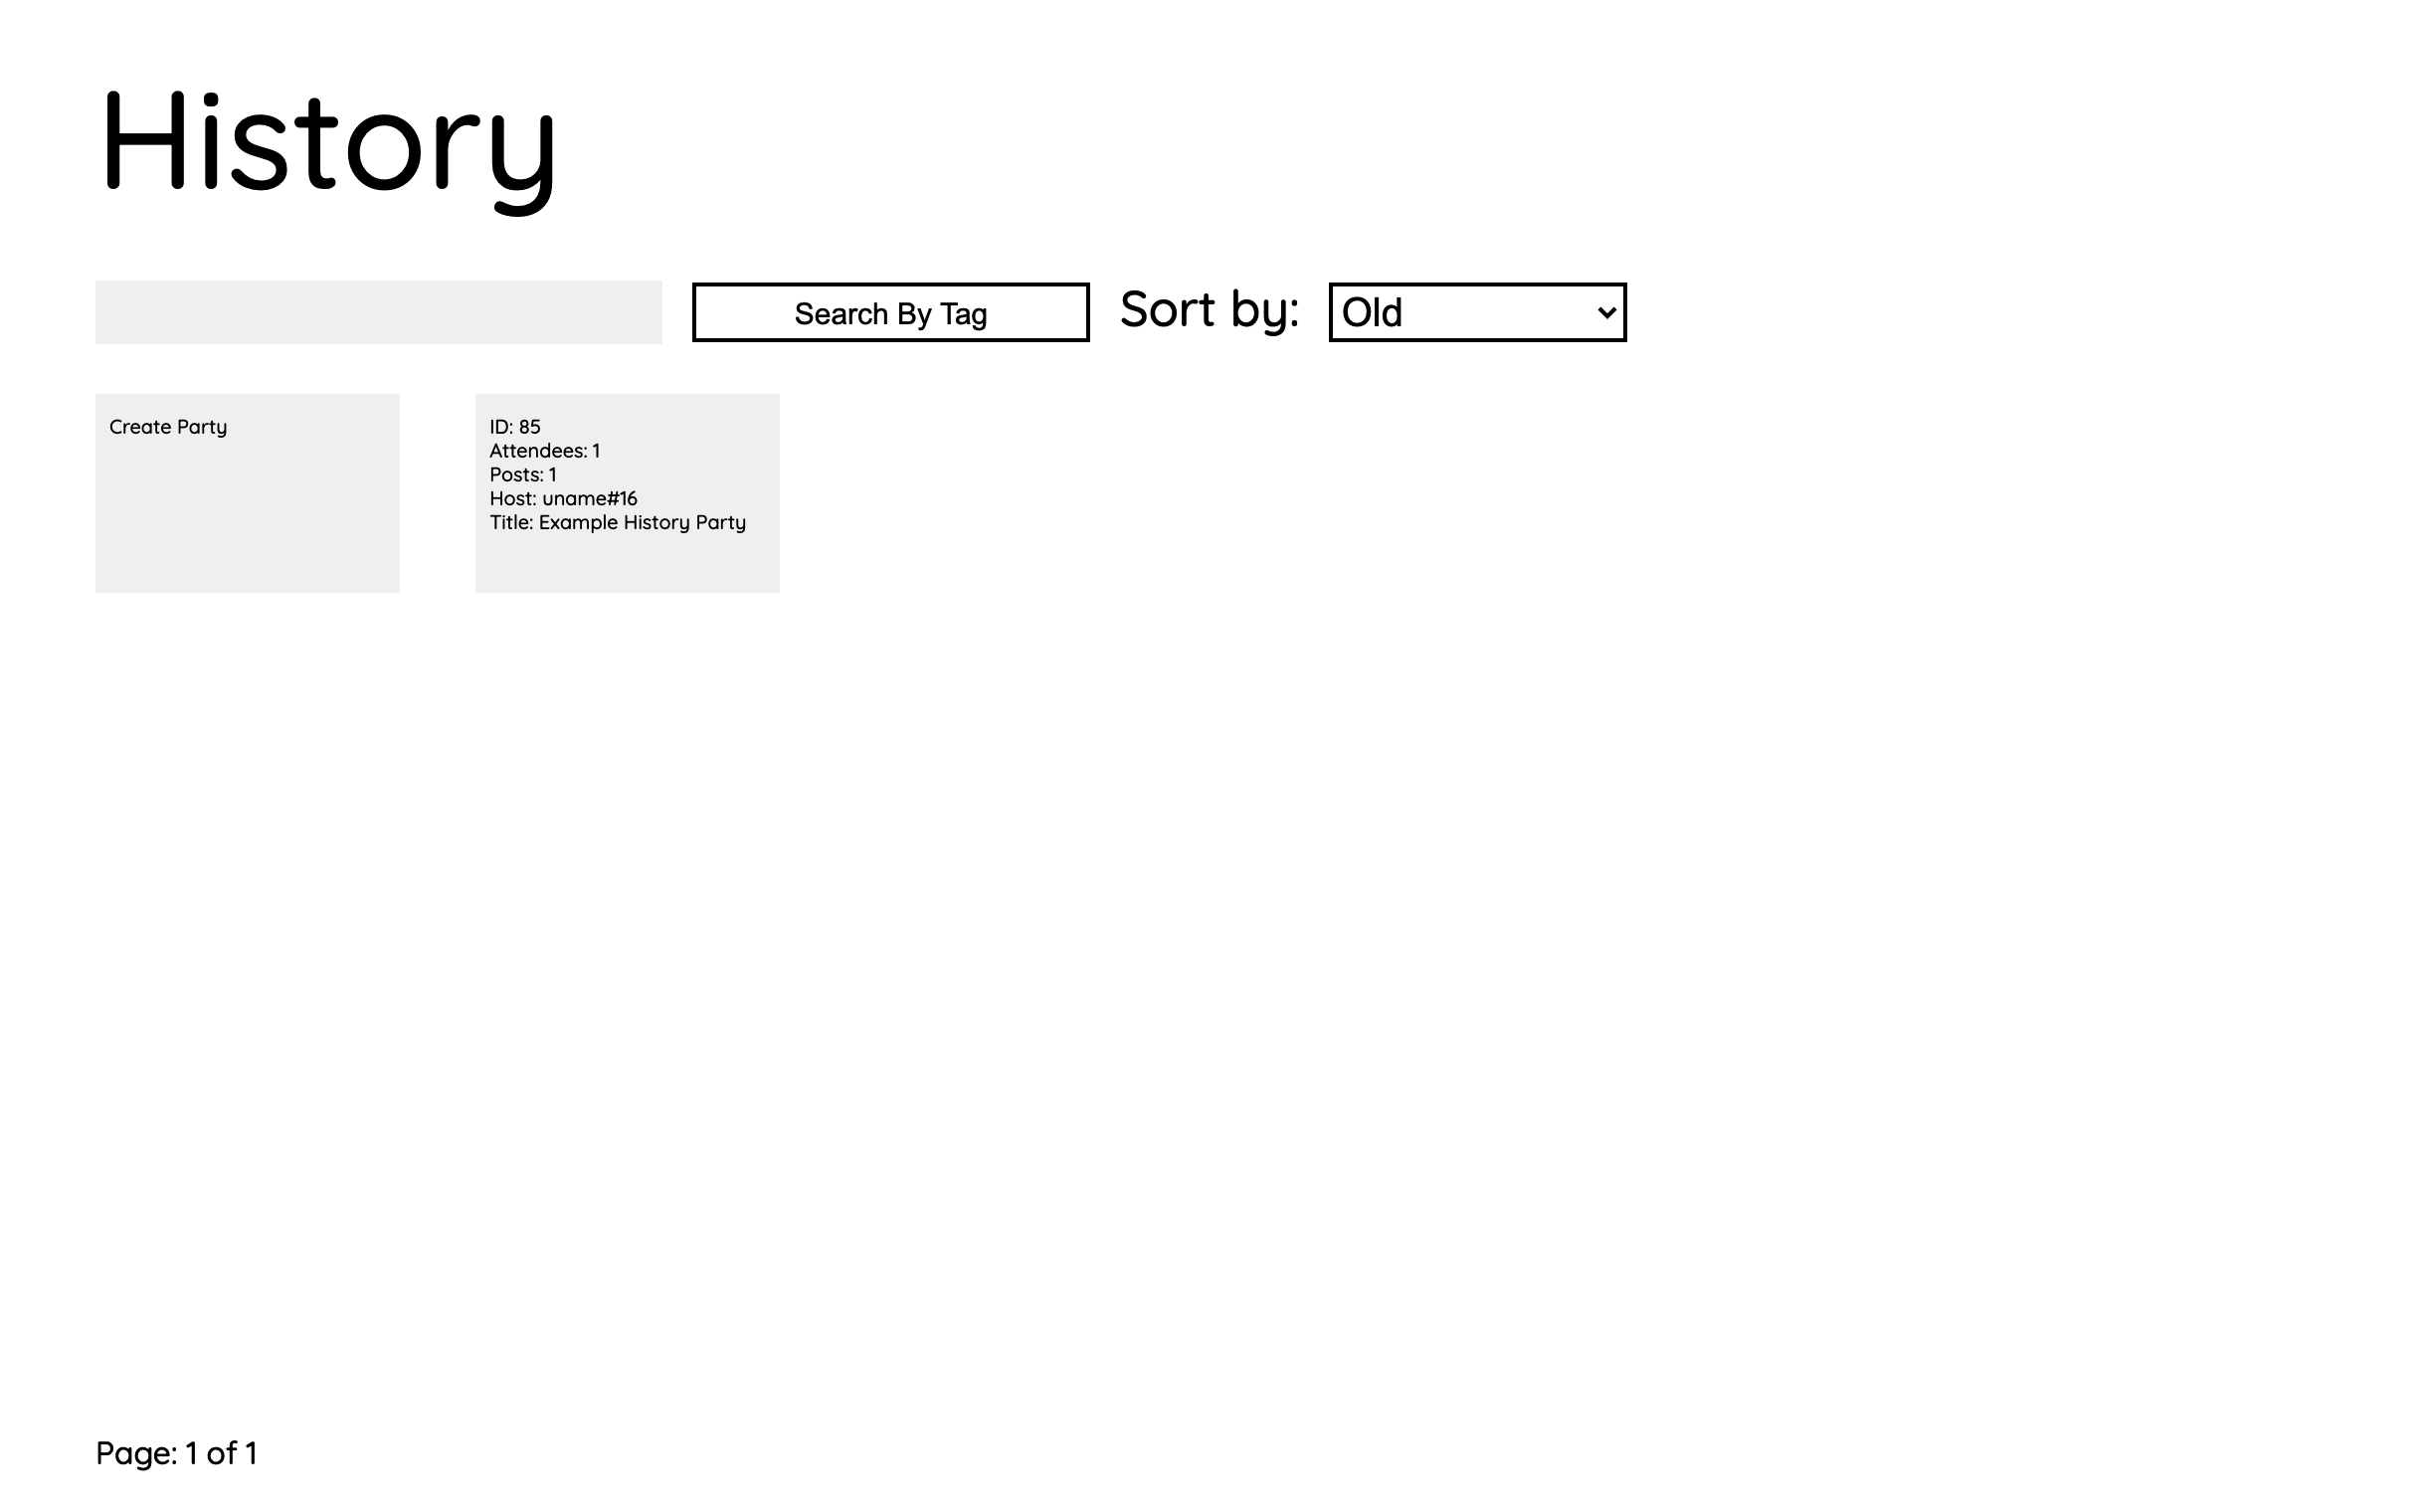 History
Search By Tag
Sort by:
Old
Create Party
ID: 85
Attendees: 1
Posts: 1
Host: uname#16
Title: Example History Party
Page: 1 of 1